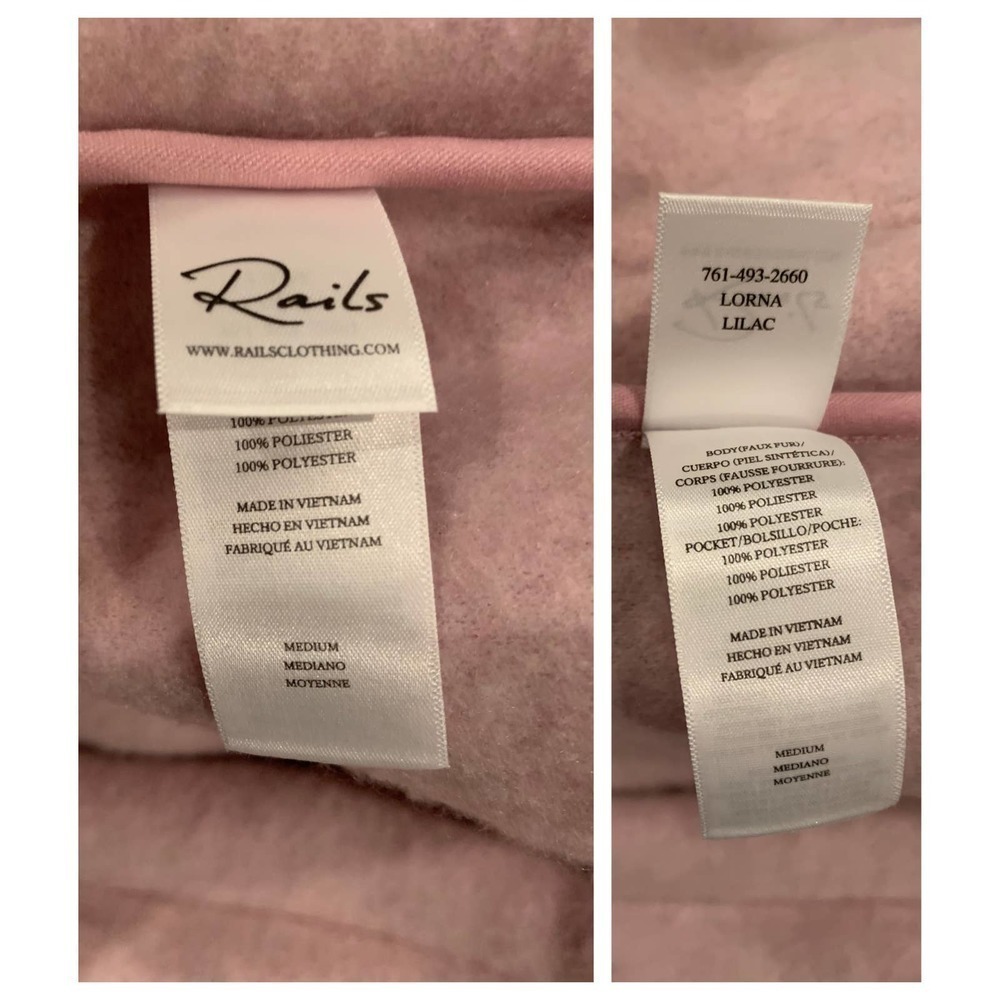 Rails
WWW.RAILSCLOTHING.COM
100% POLYESTER
100% POLIESTER
100% POLYESTER
MADE IN VIETNAM
HECHO EN VIETNAM
FABRIQUÉ AU VIETNAM
MEDIUM
MEDIANO
MOYENNE
761-493-2660
LORNA
LILAC
BODY(FAUX FUR)/
CUERPO (PIEL SINTÉTICA)/
CORPS (FAUSSE FOURRURE):
100% POLYESTER
100% POLIESTER
100% POLYESTER
POCKET/BOLSILLO/POCHE:
100% POLYESTER
100% POLIESTER
100% POLYESTER
MADE IN VIETNAM
HECHO EN VIETNAM
FABRIQUÉ AU VIETNAM
MEDIUM
MEDIANO
MOYENNE